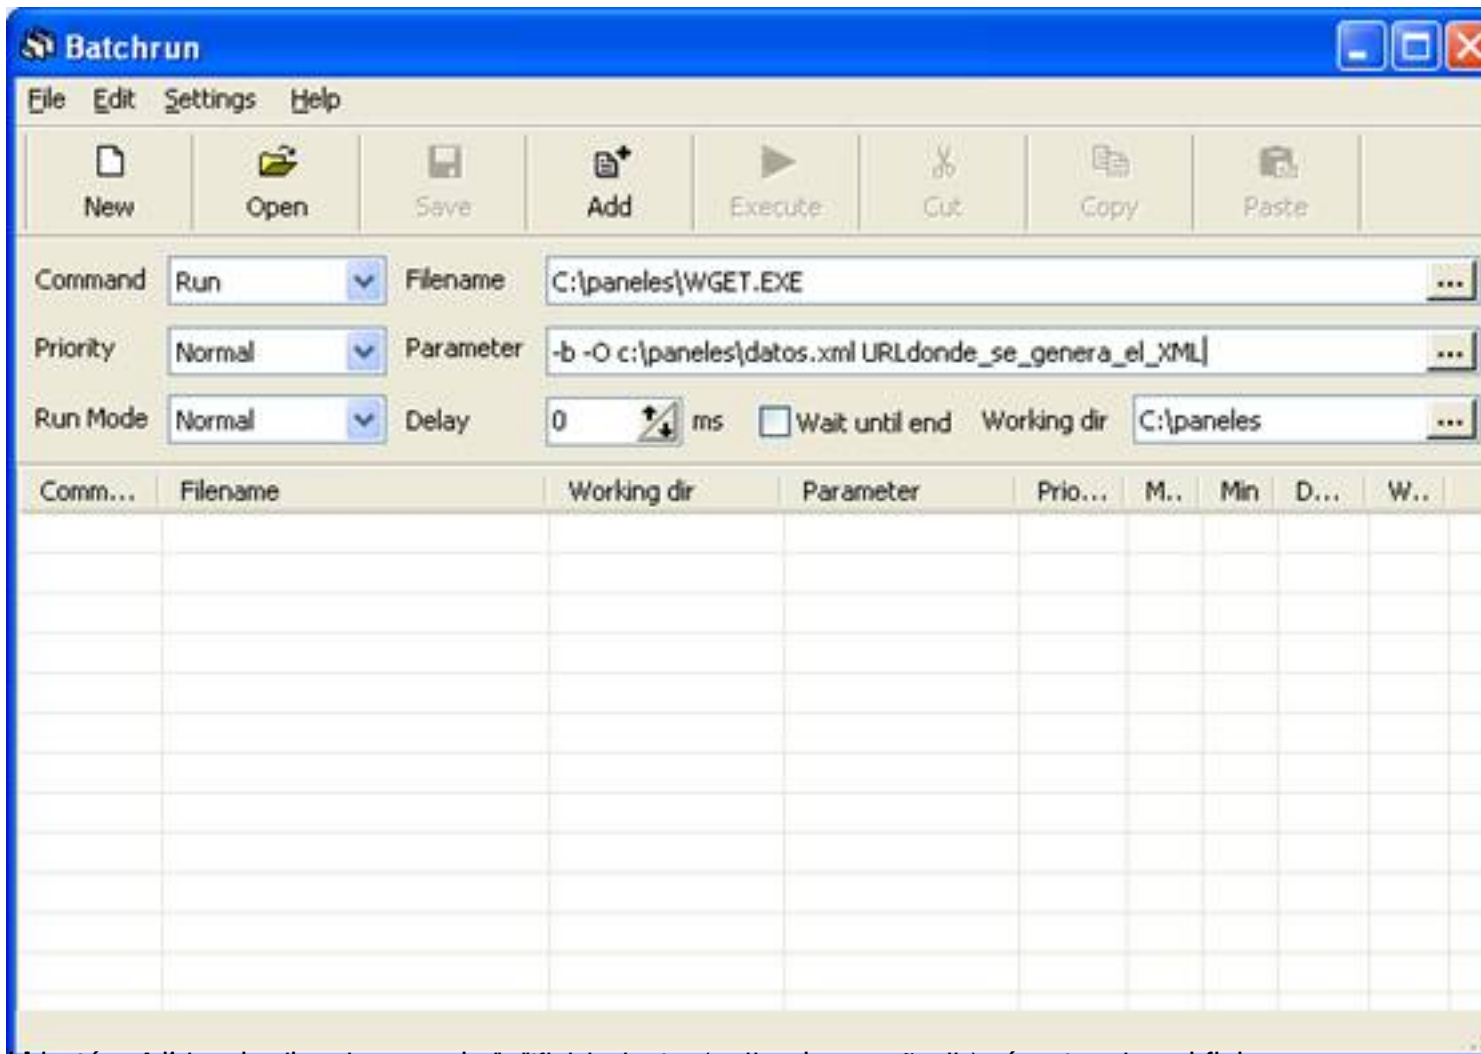 Batchrun
File Edit Settings Help
New Open Save Add Execute Cut Copy Paste
Command Run Filename C:\paneles\WGET.EXE ...
Priority Normal Parameter -b -O c:\paneles\datos.xml URLdonde_se_genera_el_XML ...
Run Mode Normal Delay 0 ms Wait until end Working dir C:\paneles ...
Comm... Filename Working dir Parameter Prio... M.. Min D... W..